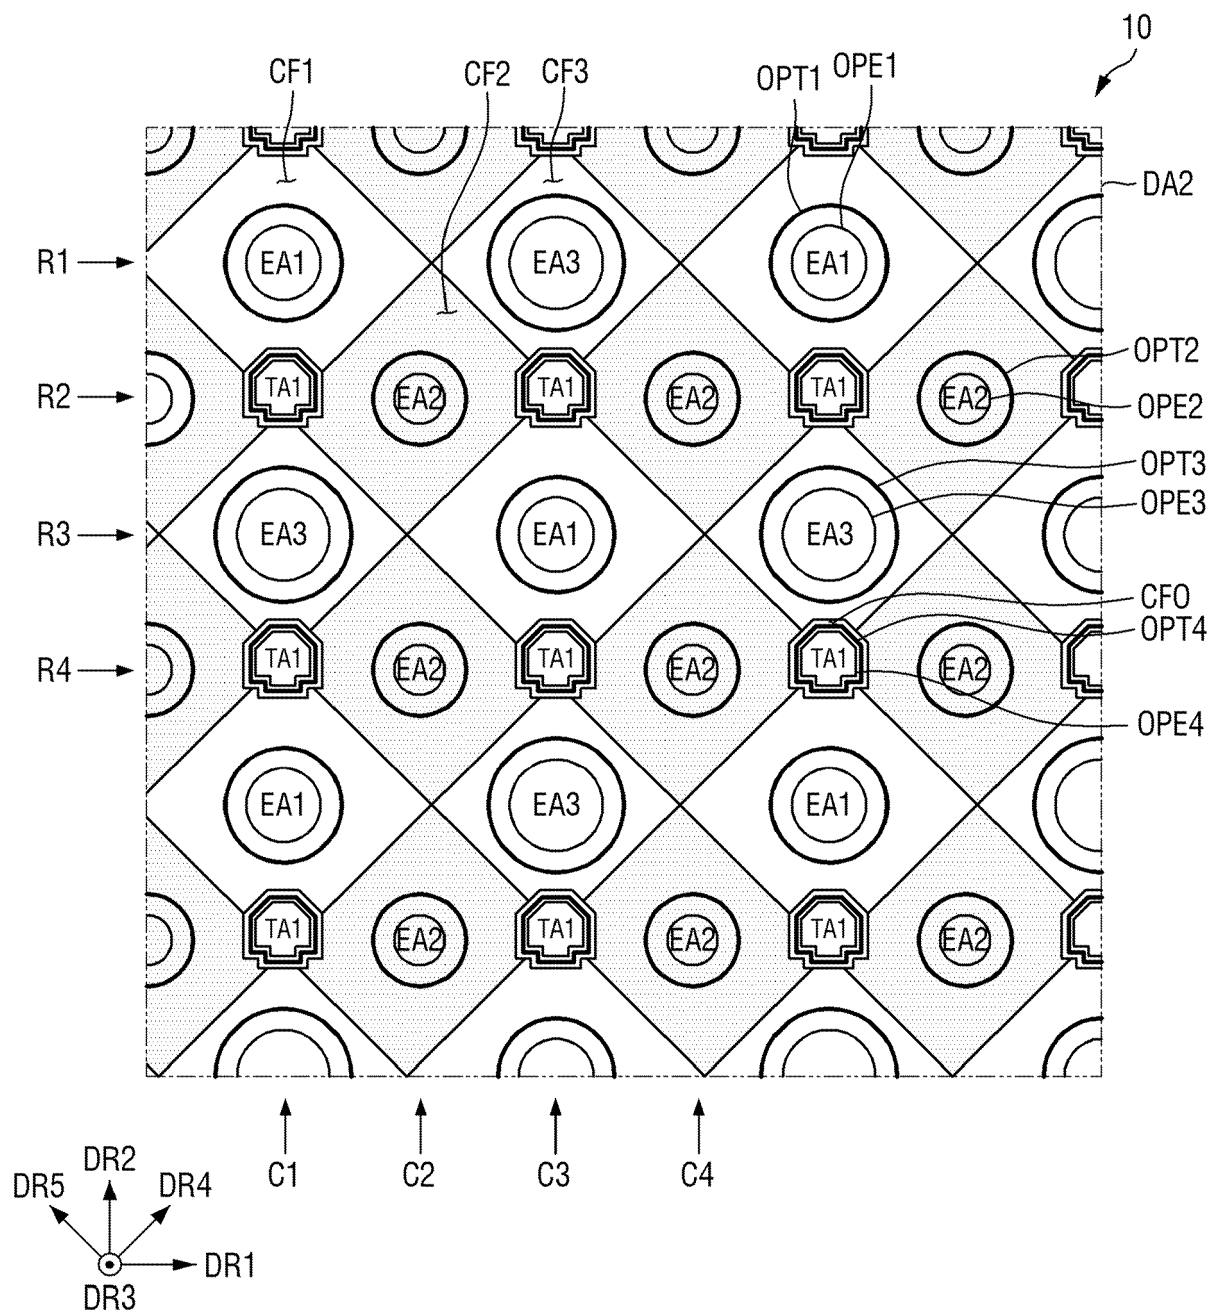 10
CF1 CF2 CF3 OPT1 OPE1
DA2
R1 EA1 EA3 EA1
OPT2
R2 TA1 EA2 TA1 EA2 TA1 EA2 OPE2
OPT3
OPE3
R3 EA3 EA1 EA3
CFO
OPT4
R4 TA1 EA2 TA1 EA2 TA1 EA2
OPE4
EA1 EA3 EA1
TA1 EA2 TA1 EA2 TA1 EA2
C1 C2 C3 C4
DR2
DR5 DR4
DR1
DR3